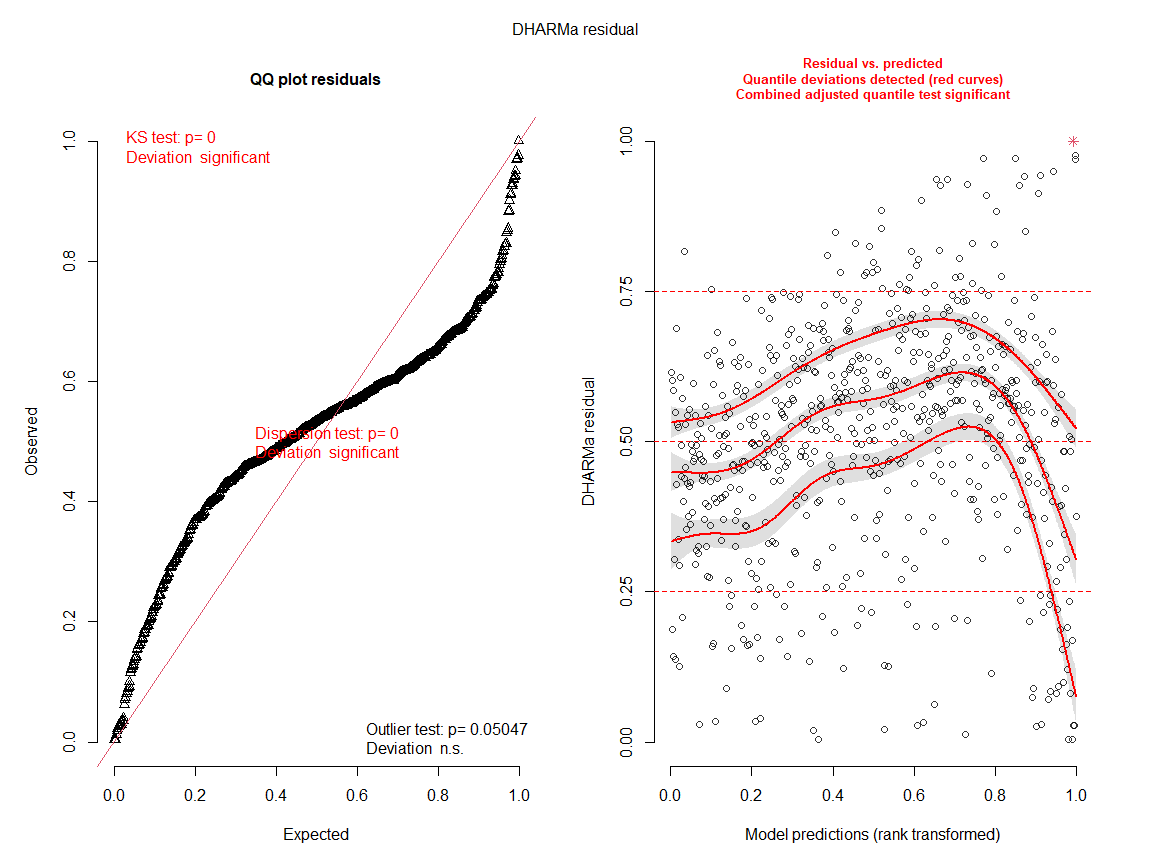 DHARMa residual
QQ plot residuals
KS test: p= 0
Deviation significant
Dispersion test: p= 0
Deviation significant
Outlier test: p= 0.05047
Deviation n.s.
Observed
0.0 0.2 0.4 0.6 0.8 1.0
0.0 0.2 0.4 0.6 0.8 1.0
Expected
Residual vs. predicted
Quantile deviations detected (red curves)
Combined adjusted quantile test significant
DHARMa residual
0.00 0.25 0.50 0.75 1.00
0.0 0.2 0.4 0.6 0.8 1.0
Model predictions (rank transformed)